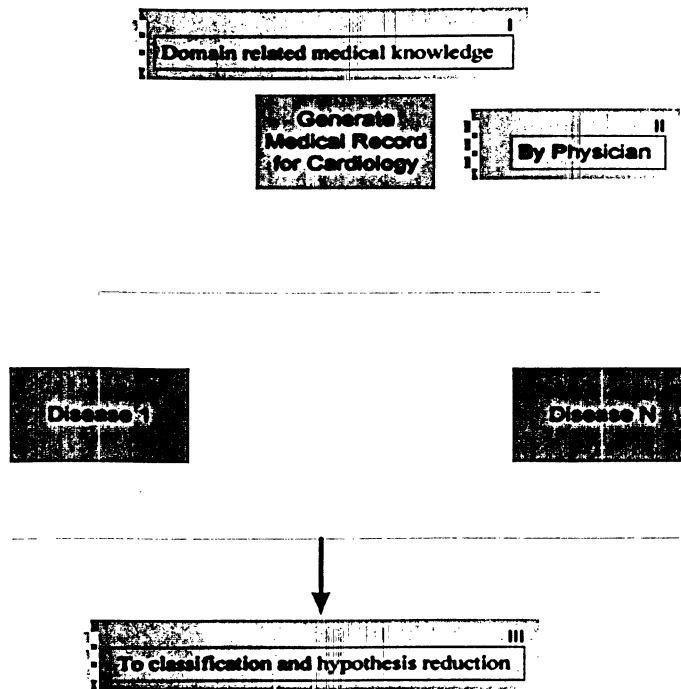 I
Domain related medical knowledge
Generate
Medical Record
for Cardiology
II
By Physician
Disease 1
Disease N
III
To classification and hypothesis reduction